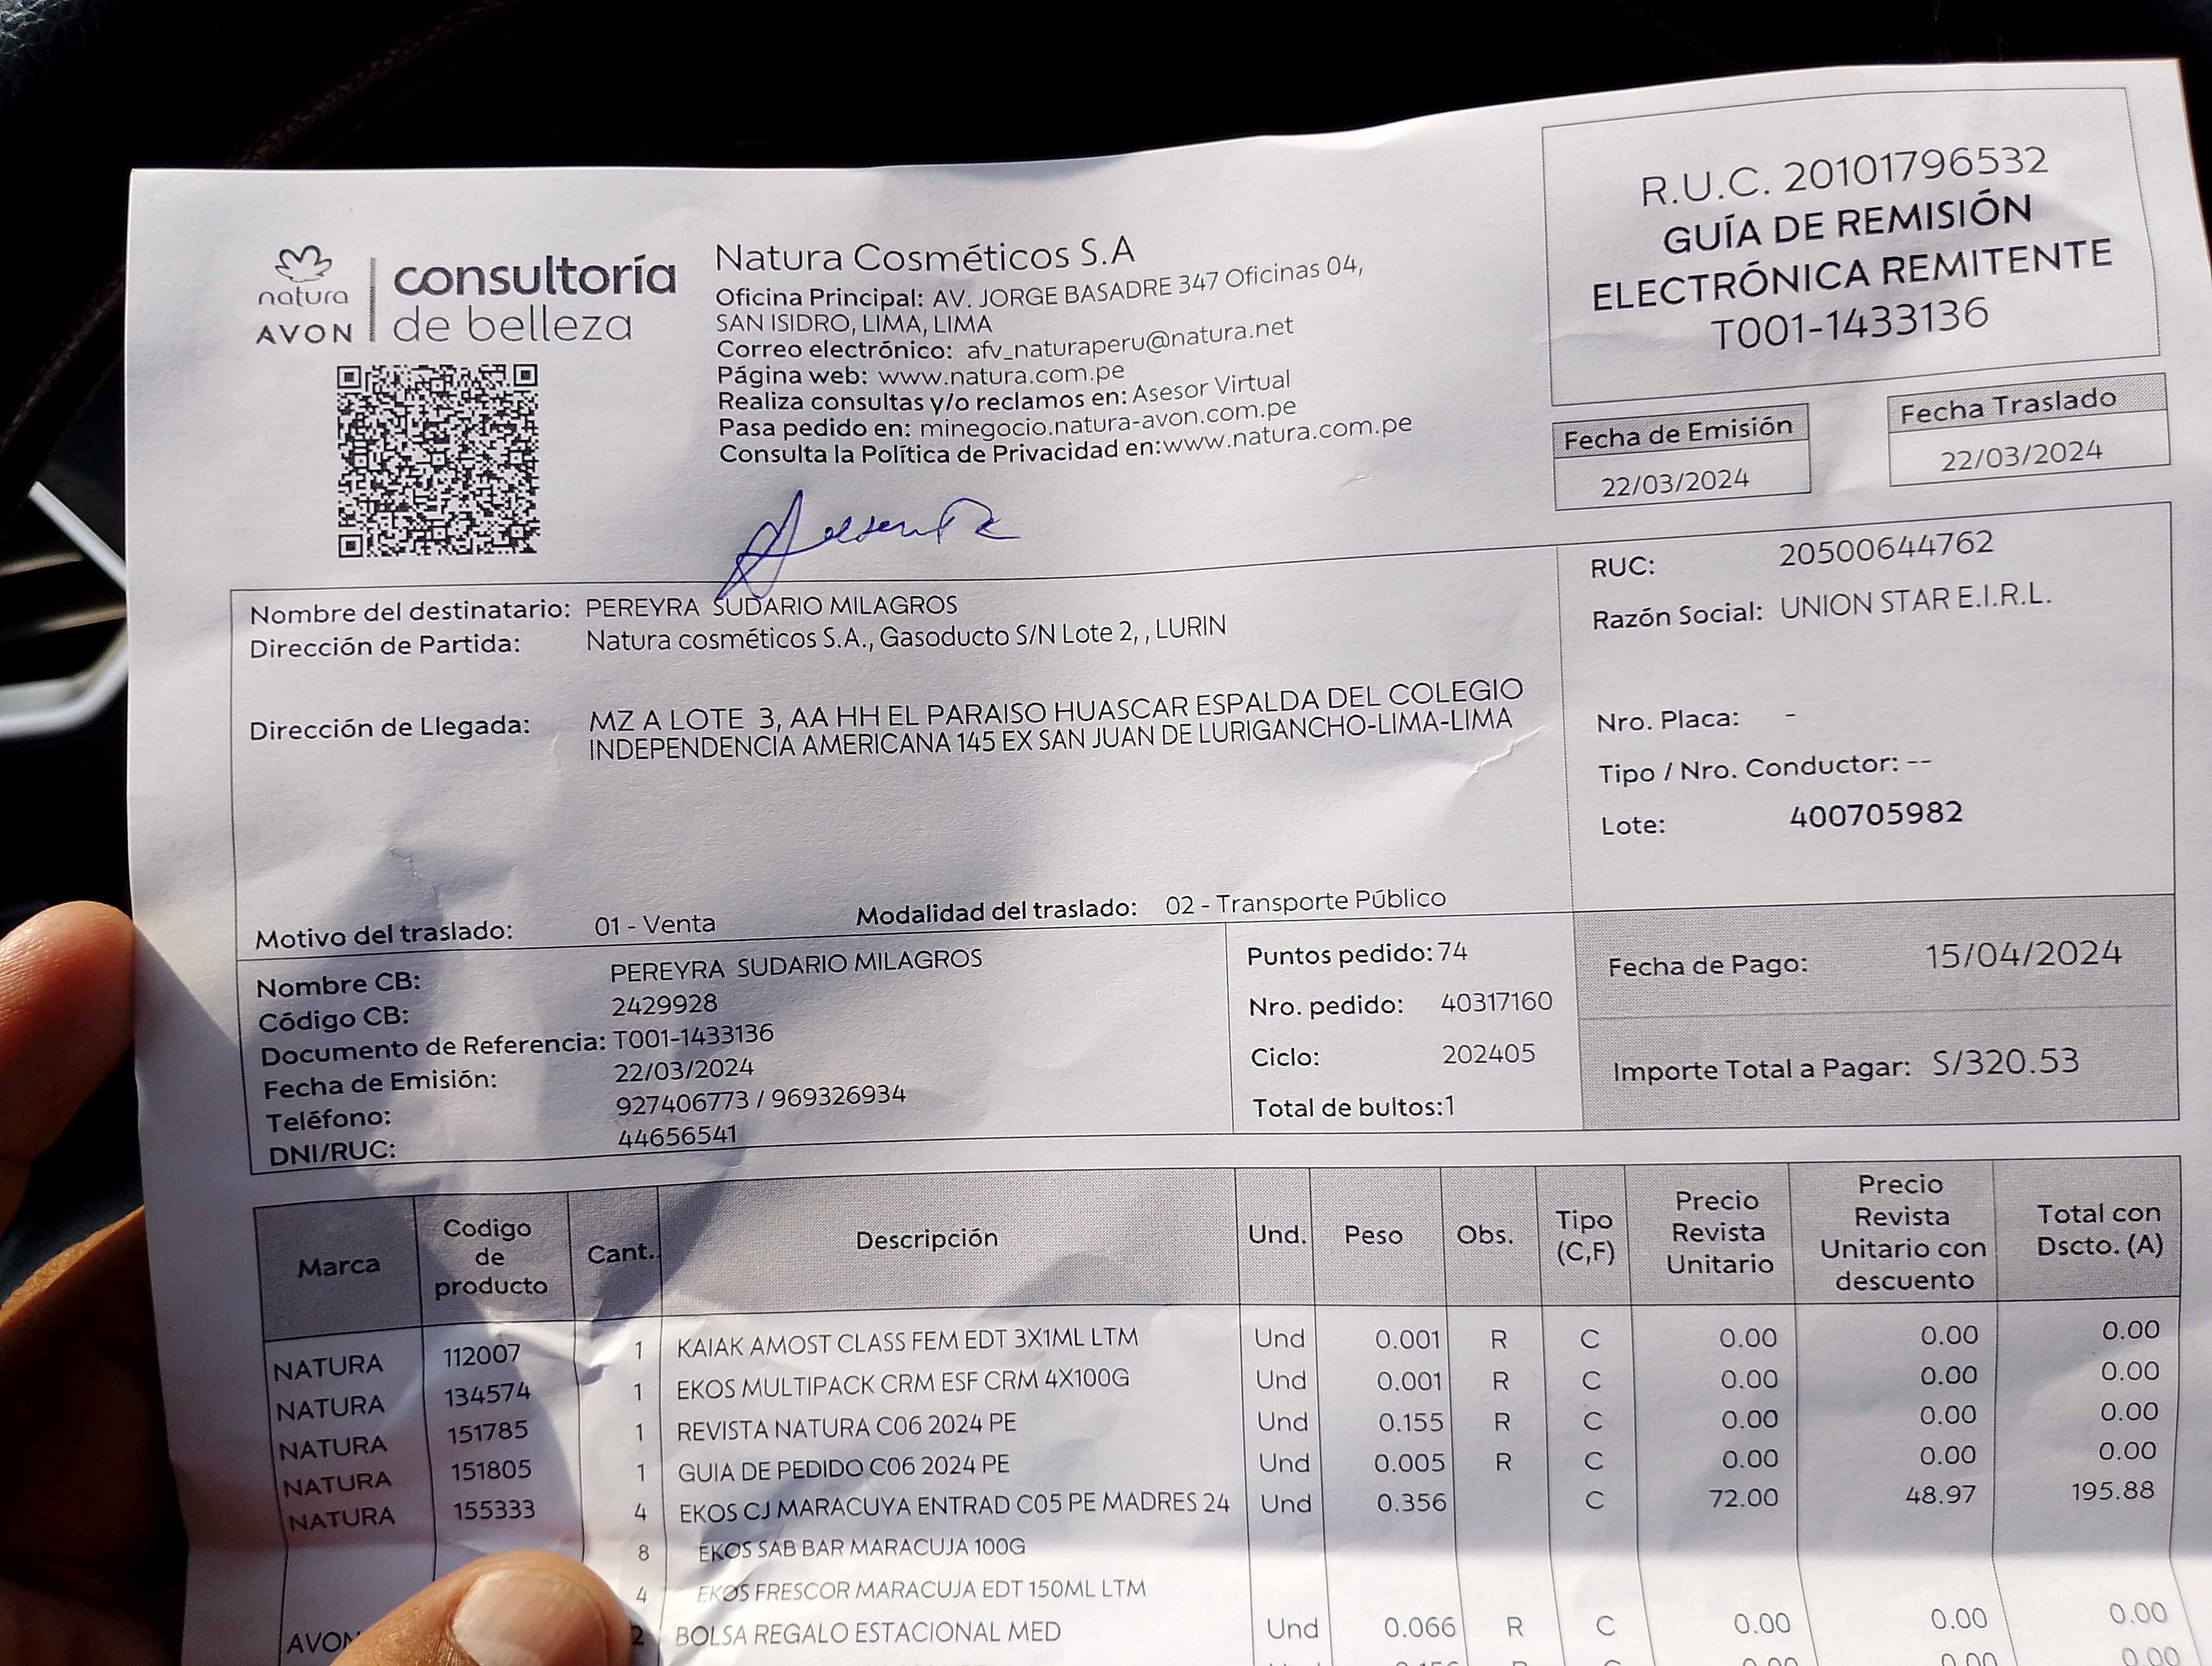 natura
AVON
consultoría
de belleza
Natura Cosméticos S.A
Oficina Principal: AV. JORGE BASADRE 347 Oficinas 04,
SAN ISIDRO, LIMA, LIMA
Correo electrónico: afv_naturaperu@natura.net
Página web: www.natura.com.pe
Realiza consultas y/o reclamos en: Asesor Virtual
Pasa pedido en: minegocio.natura-avon.com.pe
Consulta la Política de Privacidad en:www.natura.com.pe
R.U.C. 20101796532
GUÍA DE REMISIÓN
ELECTRÓNICA REMITENTE
T001-1433136
Fecha de Emisión
22/03/2024
Fecha Traslado
22/03/2024
Nombre del destinatario: PEREYRA SUDARIO MILAGROS
Dirección de Partida: Natura cosméticos S.A., Gasoducto S/N Lote 2, , LURIN
Dirección de Llegada: MZ A LOTE 3, AA HH EL PARAISO HUASCAR ESPALDA DEL COLEGIO
INDEPENDENCIA AMERICANA 145 EX SAN JUAN DE LURIGANCHO-LIMA-LIMA
Motivo del traslado: 01 - Venta Modalidad del traslado: 02 - Transporte Público
RUC: 20500644762
Razón Social: UNION STAR E.I.R.L.
Nro. Placa: -
Tipo / Nro. Conductor: --
Lote: 400705982
Nombre CB: PEREYRA SUDARIO MILAGROS
Código CB: 2429928
Documento de Referencia: T001-1433136
Fecha de Emisión: 22/03/2024
Teléfono: 927406773 / 969326934
DNI/RUC: 44656541
Puntos pedido: 74
Nro. pedido: 40317160
Ciclo: 202405
Total de bultos:1
Fecha de Pago: 15/04/2024
Importe Total a Pagar: S/320.53
Marca Codigo de producto Cant. Descripción Und. Peso Obs. Tipo (C,F) Precio Revista Unitario Precio Revista Unitario con descuento Total con Dscto. (A)
NATURA 112007 1 KAIAK AMOST CLASS FEM EDT 3X1ML LTM Und 0.001 R C 0.00 0.00 0.00
NATURA 134574 1 EKOS MULTIPACK CRM ESF CRM 4X100G Und 0.001 R C 0.00 0.00 0.00
NATURA 151785 1 REVISTA NATURA C06 2024 PE Und 0.155 R C 0.00 0.00 0.00
NATURA 151805 1 GUIA DE PEDIDO C06 2024 PE Und 0.005 R C 0.00 0.00 0.00
NATURA 155333 4 EKOS CJ MARACUYA ENTRAD C05 PE MADRES 24 Und 0.356 C 72.00 48.97 195.88
8 EKOS SAB BAR MARACUJA 100G
4 EKOS FRESCOR MARACUJA EDT 150ML LTM
AVON 2 BOLSA REGALO ESTACIONAL MED Und 0.066 R C 0.00 0.00 0.00